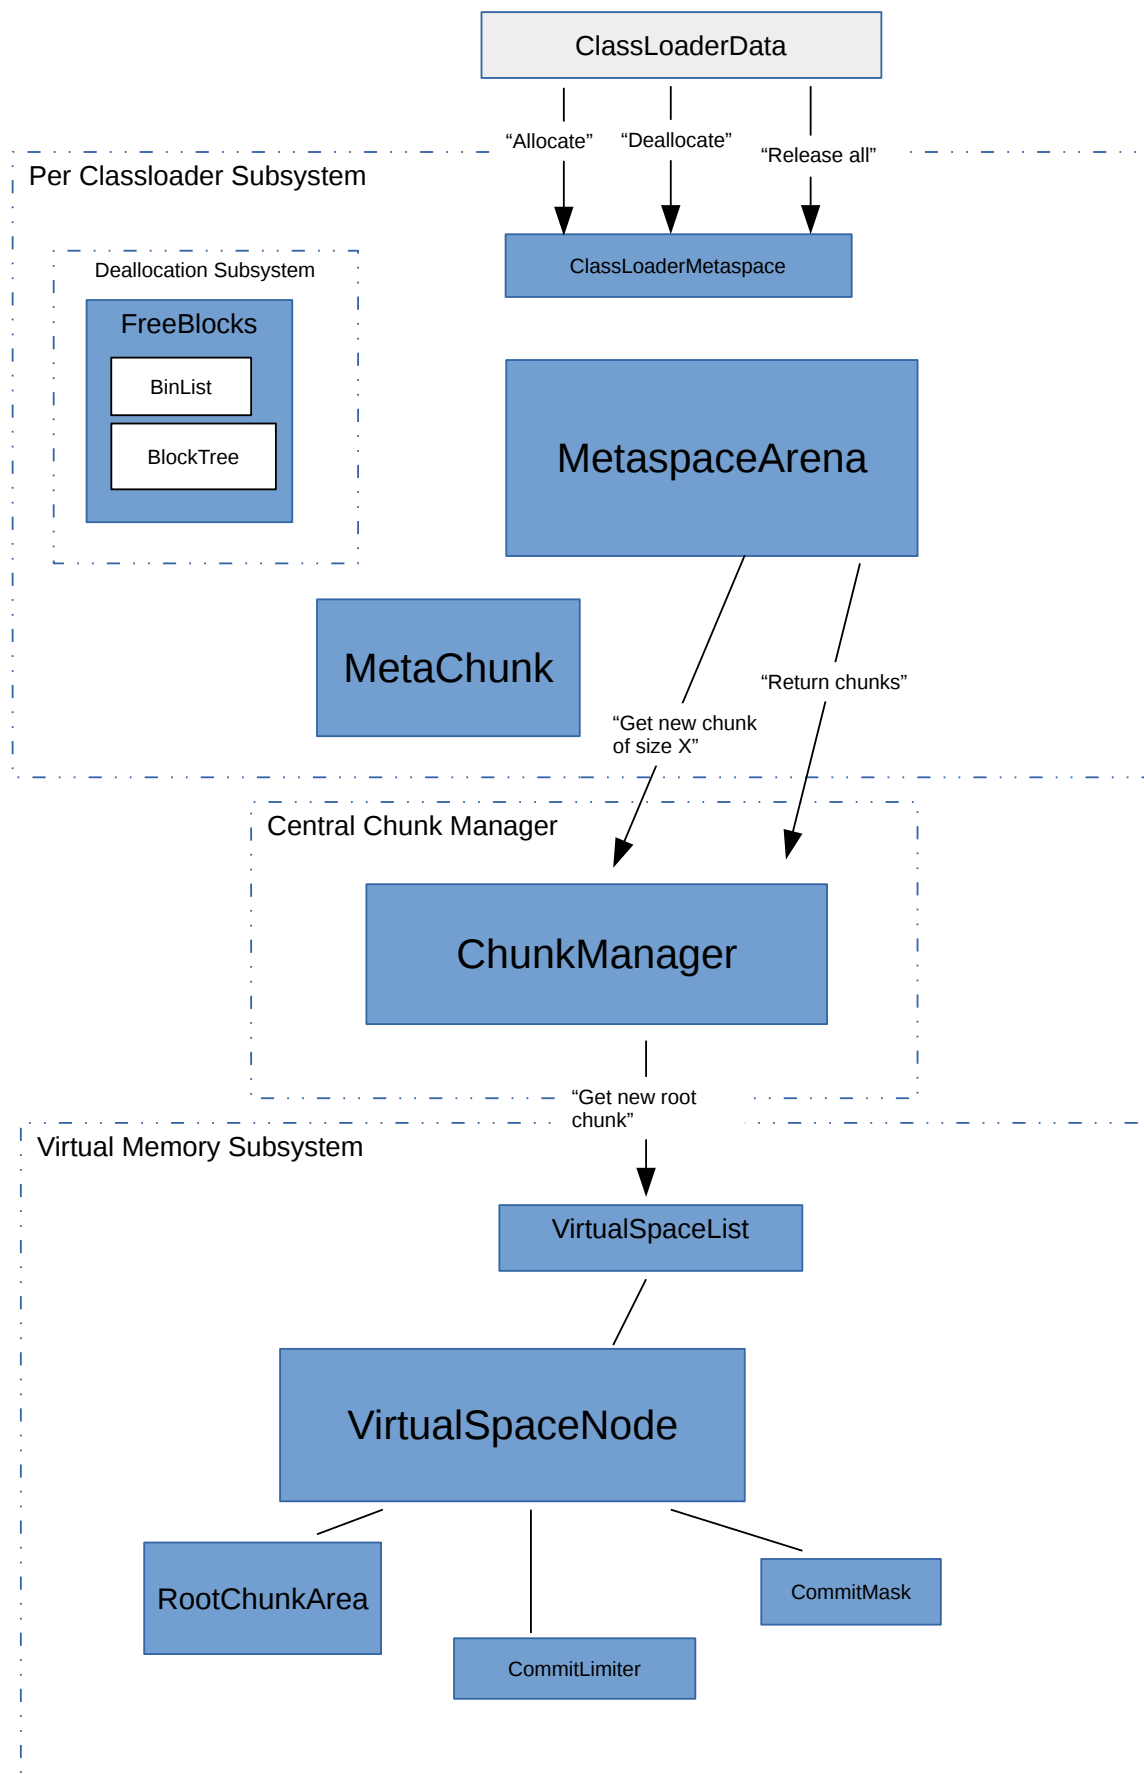 ClassLoaderData
“Allocate”
“Deallocate”
“Release all”
Per Classloader Subsystem
ClassLoaderMetaspace
Deallocation Subsystem
FreeBlocks
BinList
BlockTree
MetaspaceArena
MetaChunk
“Return chunks”
“Get new chunk
of size X”
Central Chunk Manager
ChunkManager
“Get new root
chunk”
Virtual Memory Subsystem
VirtualSpaceList
VirtualSpaceNode
RootChunkArea
CommitMask
CommitLimiter